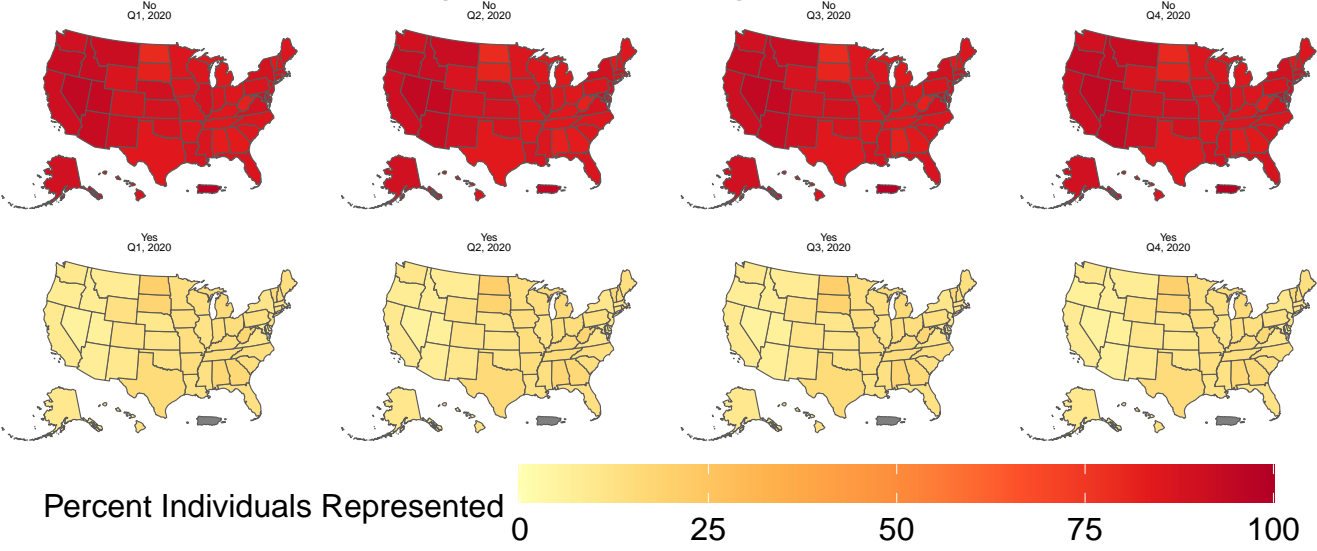 No
Q1, 2020
No
Q2, 2020
No
Q3, 2020
No
Q4, 2020
Yes
Q1, 2020
Yes
Q2, 2020
Yes
Q3, 2020
Yes
Q4, 2020
Percent Individuals Represented
0 25 50 75 100